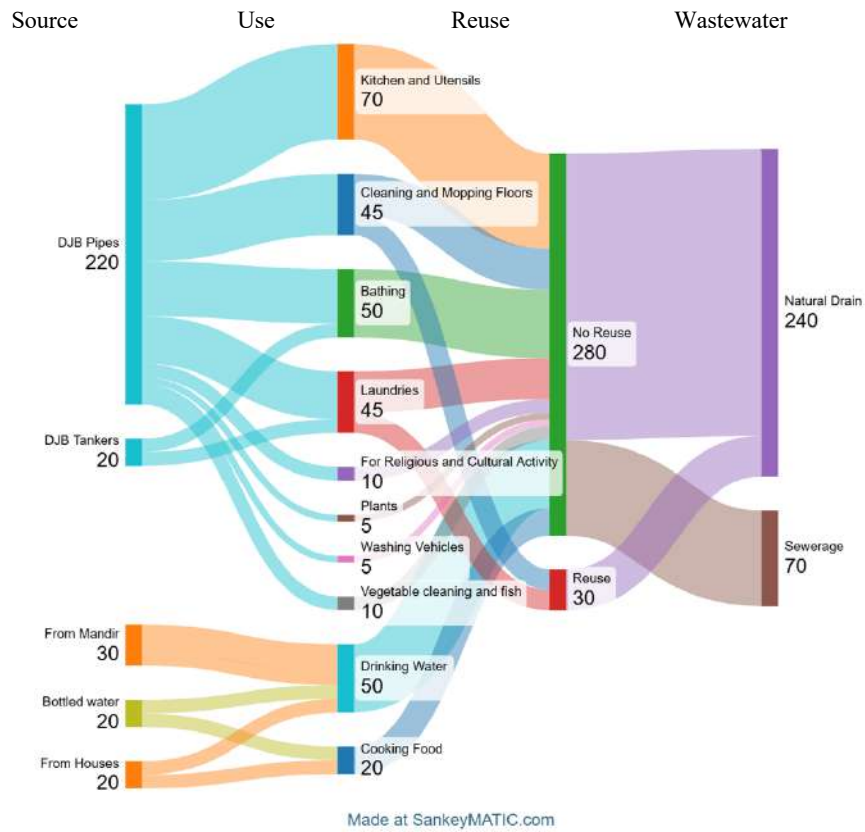 Source Use Reuse Wastewater
DJB Pipes
220
DJB Tankers
20
From Mandir
30
Bottled water
20
From Houses
20
Kitchen and Utensils
70
Cleaning and Mopping Floors
45
Bathing
50
Laundries
45
For Religious and Cultural Activity
10
Plants
5
Washing Vehicles
5
Vegetable cleaning and fish
10
Drinking Water
50
Cooking Food
20
No Reuse
280
Reuse
30
Natural Drain
240
Sewerage
70
Made at SankeyMATIC.com